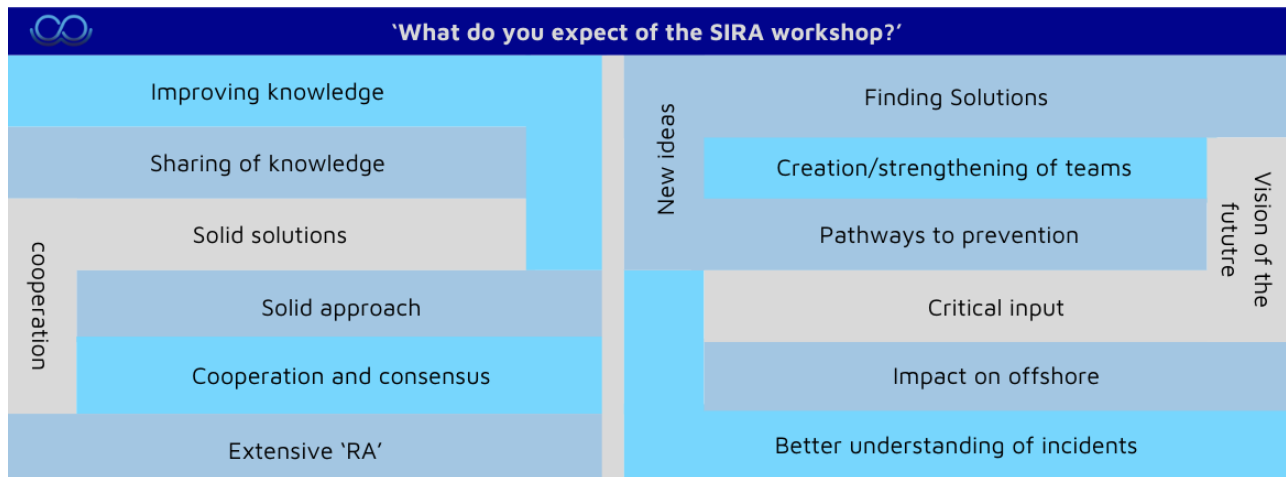 ‘What do you expect of the SIRA workshop?’
Improving knowledge
Sharing of knowledge
Solid solutions
cooperation
Solid approach
Cooperation and consensus
Extensive ‘RA’
New ideas
Finding Solutions
Creation/strengthening of teams
Pathways to prevention
Vision of the
fututre
Critical input
Impact on offshore
Better understanding of incidents